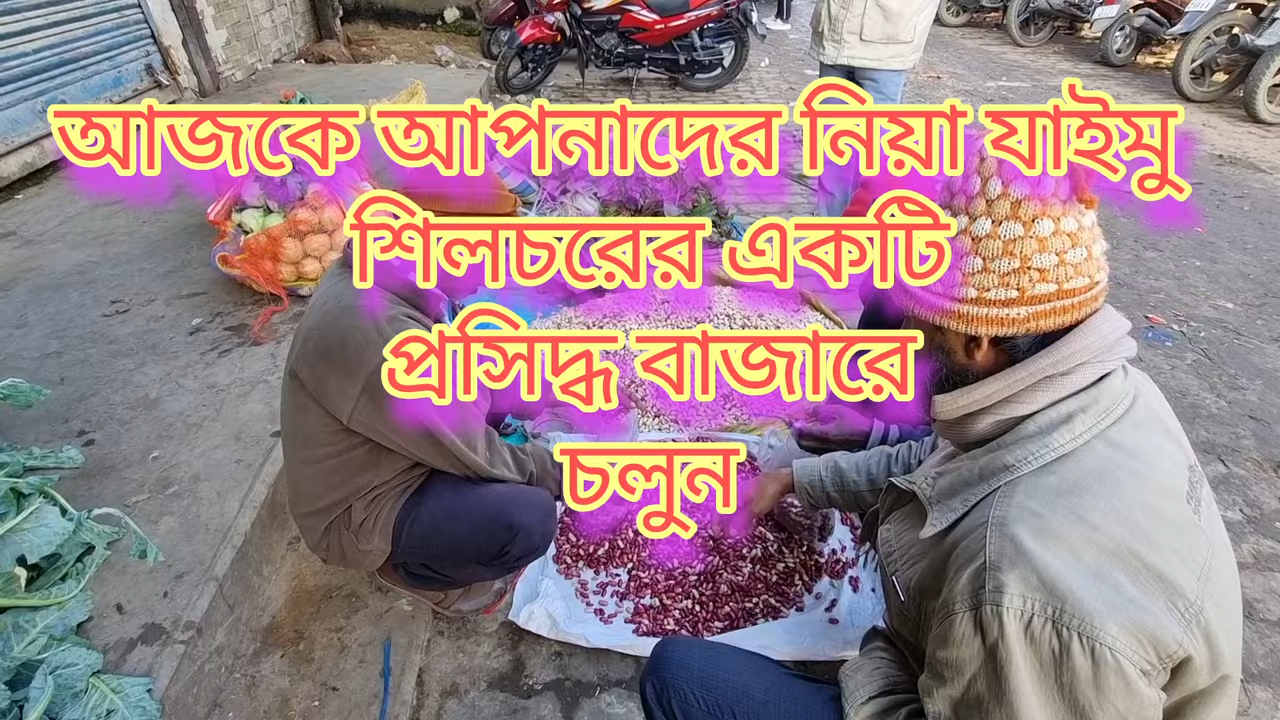 আজকে আপনাদের নিয়া যাইমু
শিলচরের একটি
প্রসিদ্ধ বাজারে
চলুন